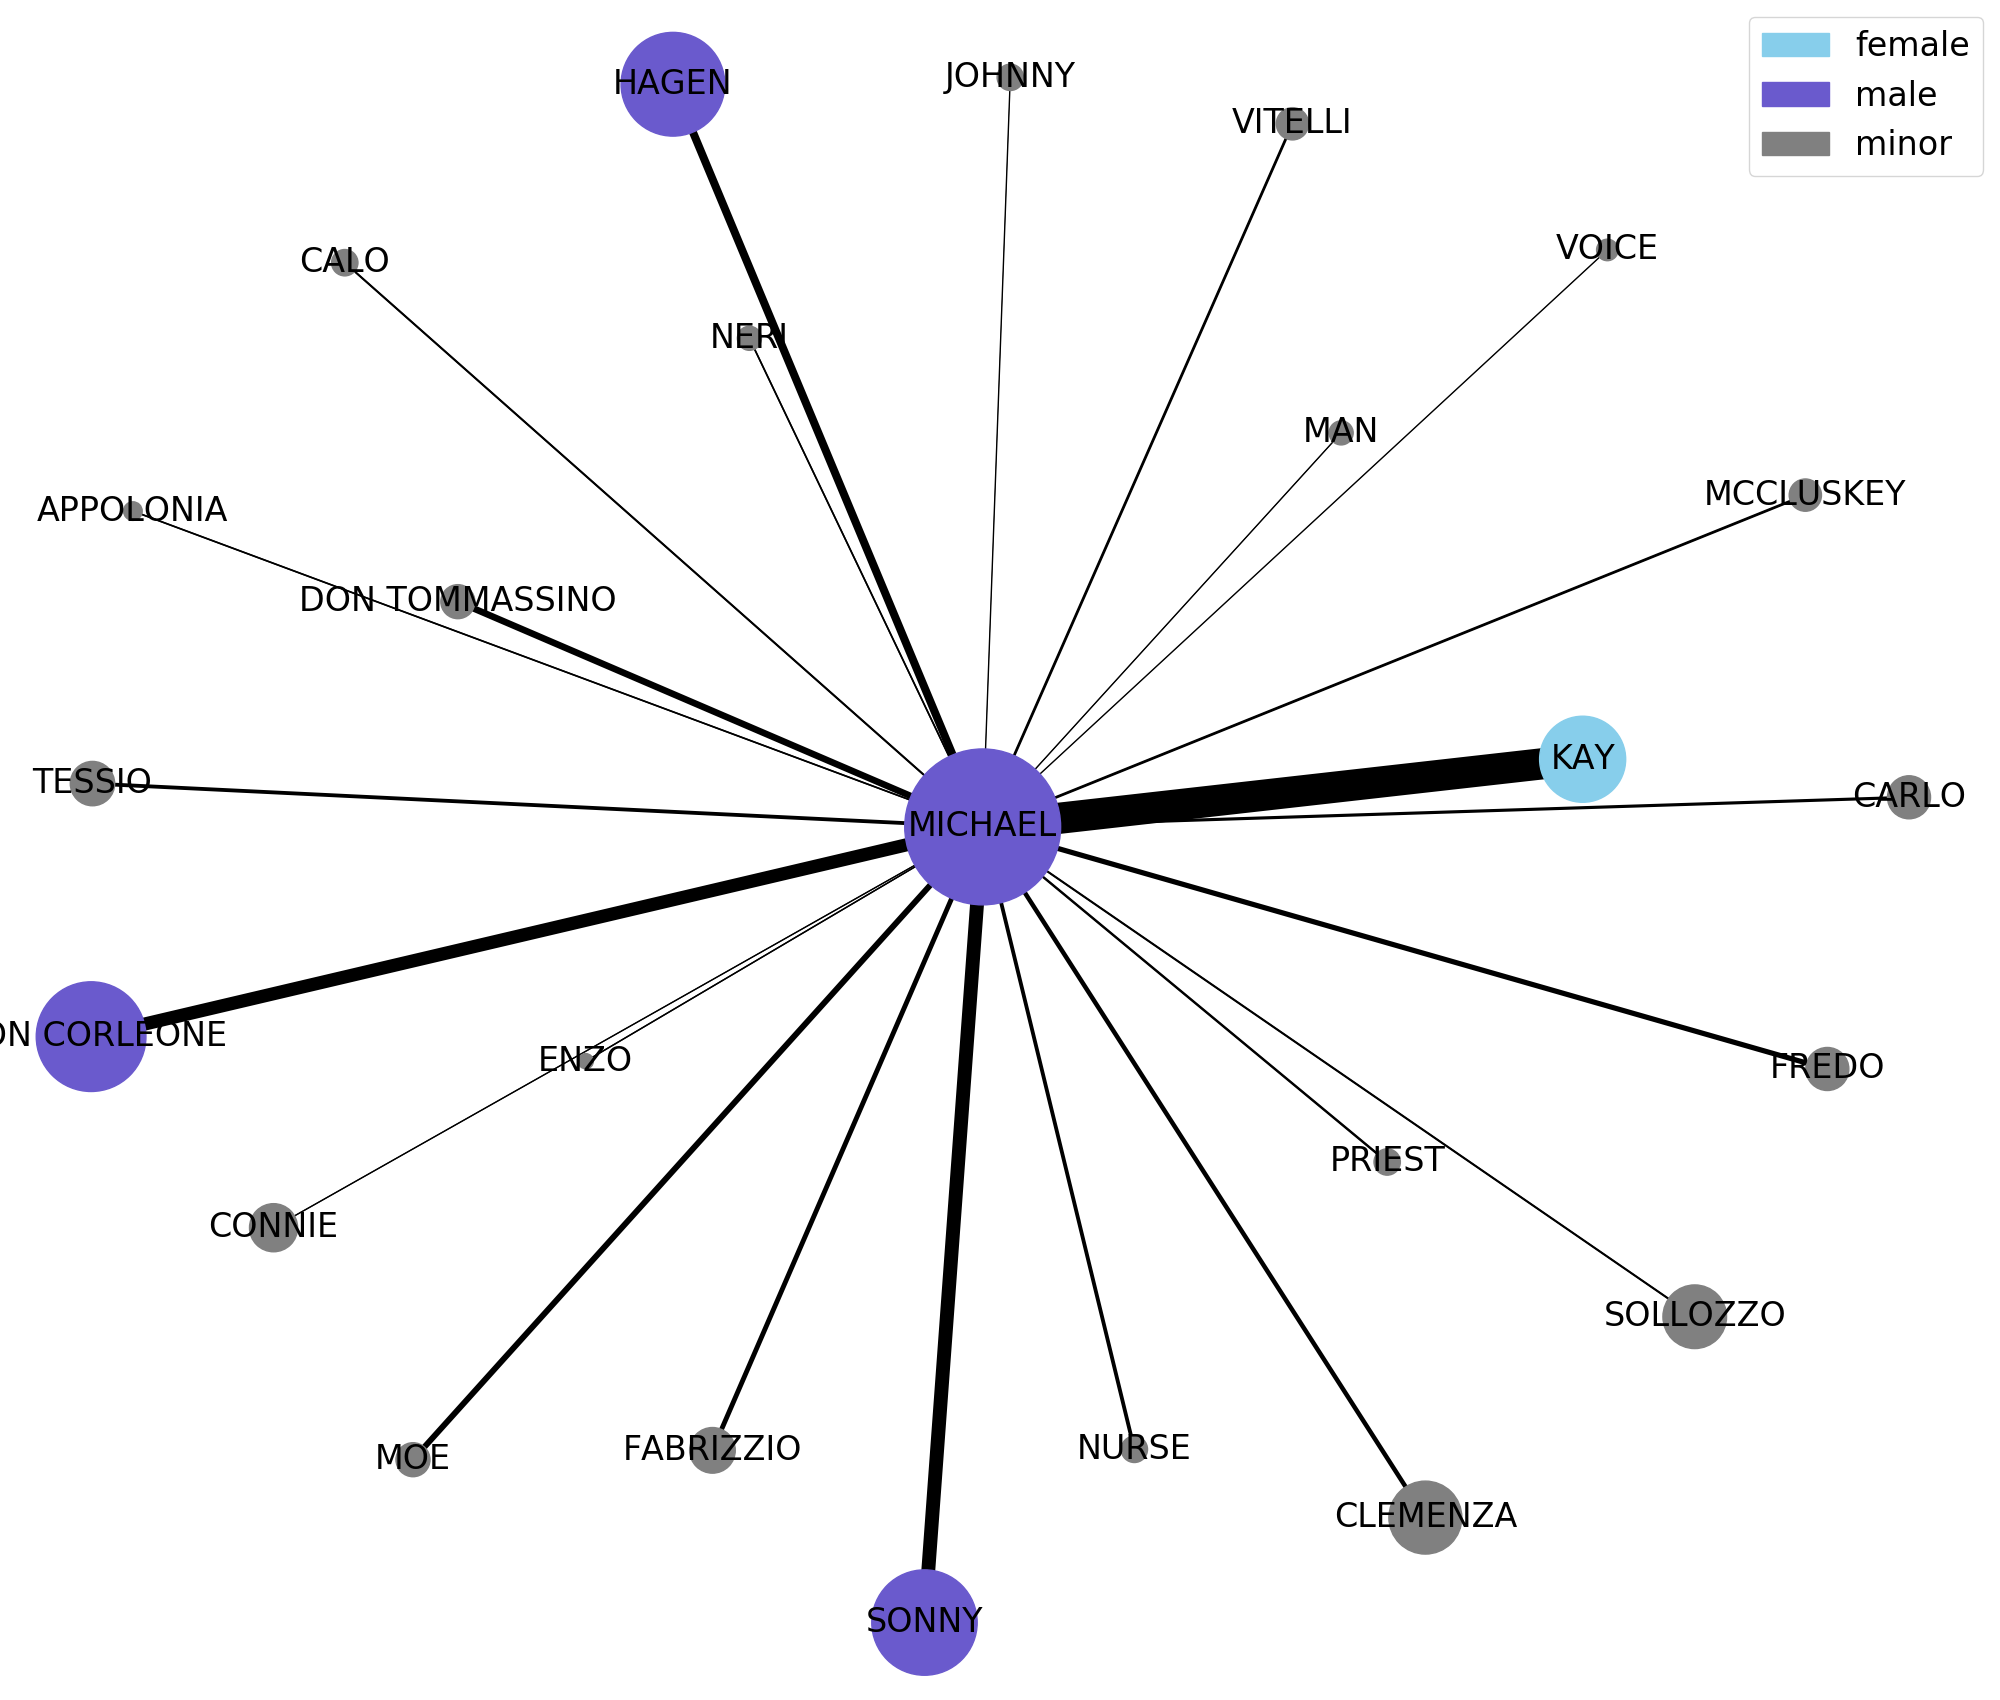 female
male
minor
HAGEN
JOHNNY
VITELLI
VOICE
CALO
NERI
MAN
MCCLUSKEY
APPOLONIA
DON TOMMASSINO
KAY
TESSIO
CARLO
MICHAEL
ON CORLEONE
ENZO
FREDO
PRIEST
CONNIE
SOLLOZZO
MOE
FABRIZZIO
NURSE
CLEMENZA
SONNY